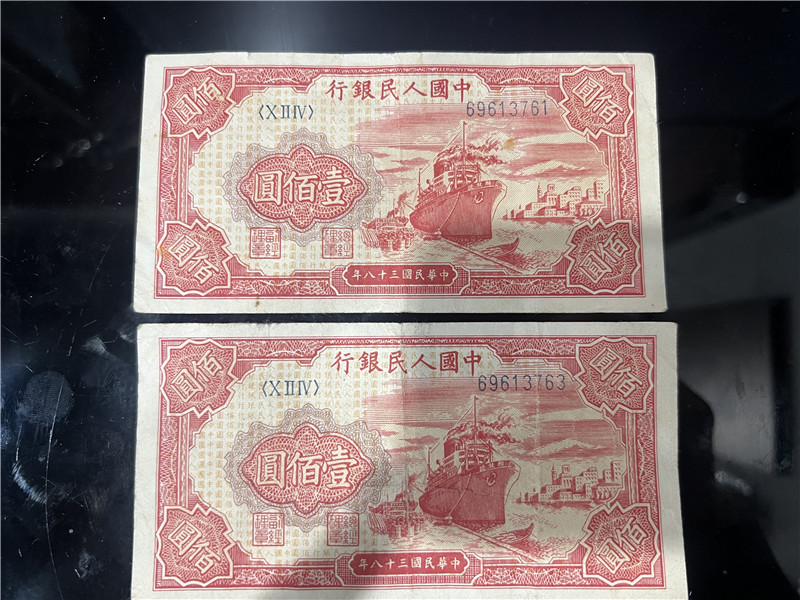 中國人民銀行
佰圓
佰圓
〈XIIIV〉
69613761
壹佰圓
佰圓
佰圓
中華民國三十八年
中國人民銀行
佰圓
佰圓
〈XIIIV〉
69613763
壹佰圓
佰圓
佰圓
中華民國三十八年